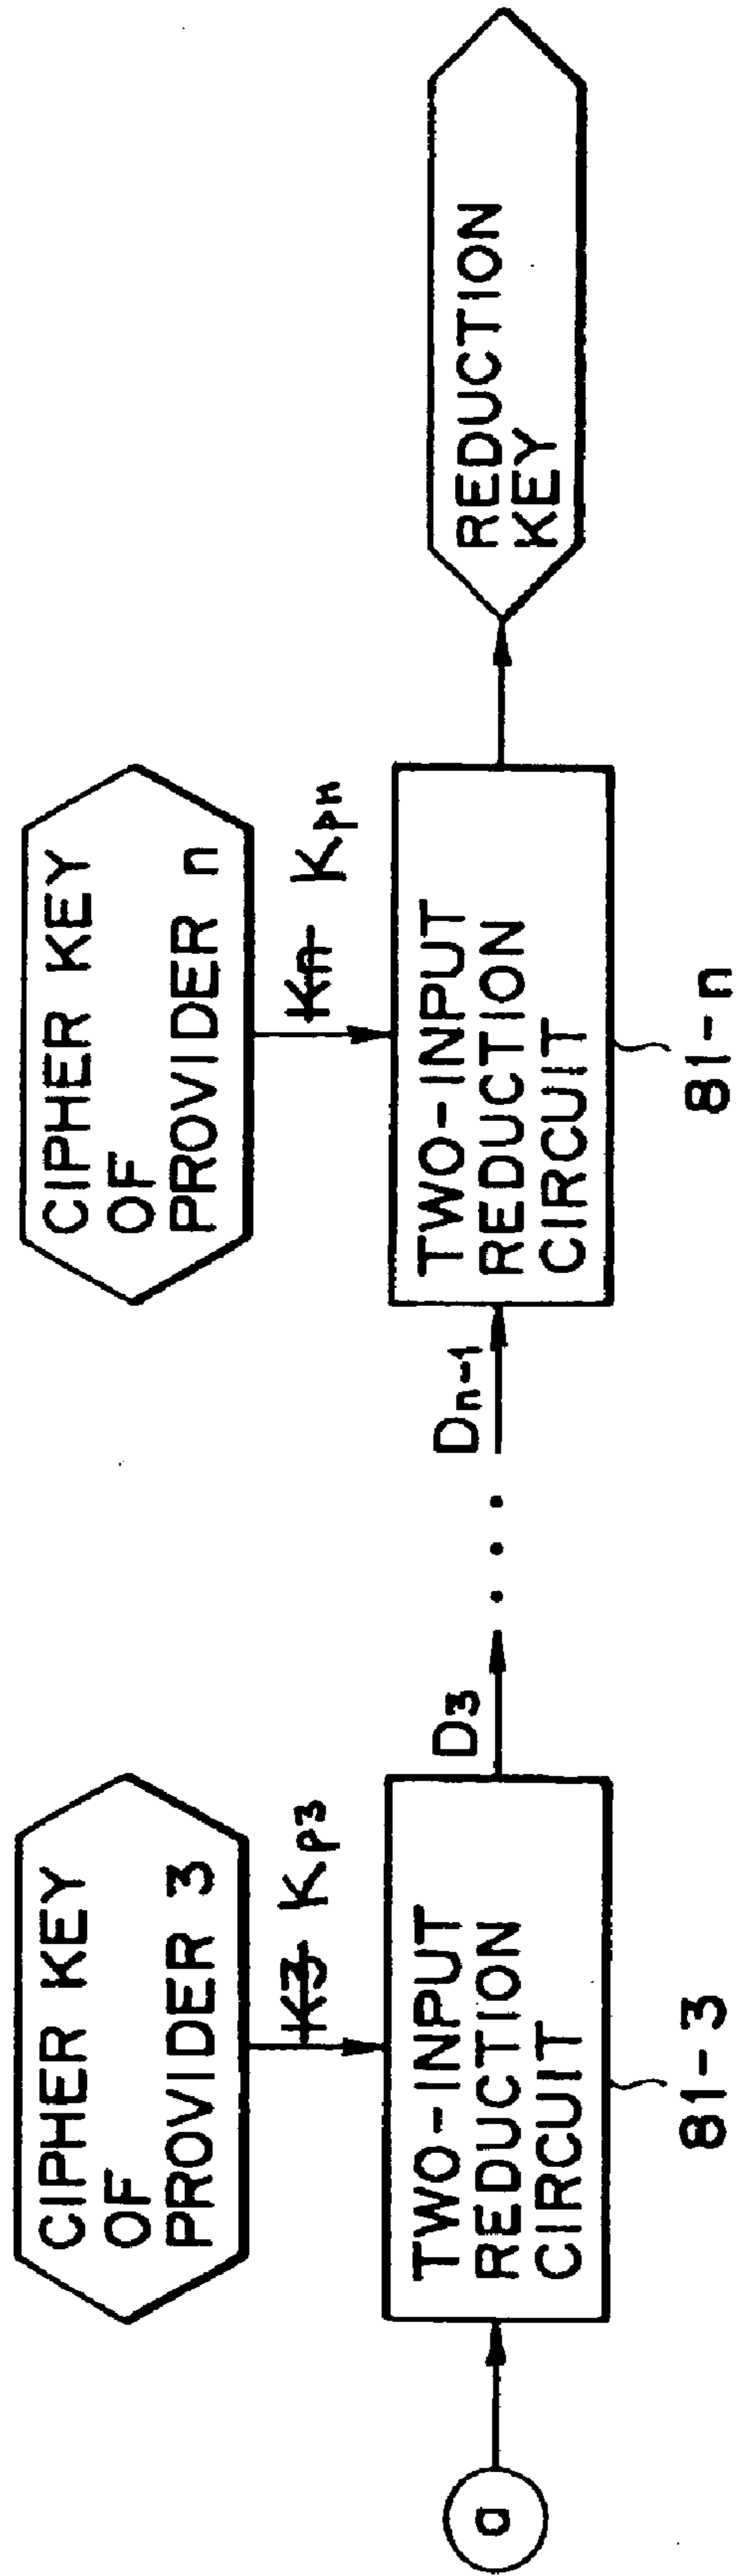 CIPHER KEY
OF
PROVIDER 3
K3 Kp3
a
TWO-INPUT
REDUCTION
CIRCUIT
81-3
D3
...
Dn-1
CIPHER KEY
OF
PROVIDER n
Kn Kpn
TWO-INPUT
REDUCTION
CIRCUIT
81-n
REDUCTION
KEY